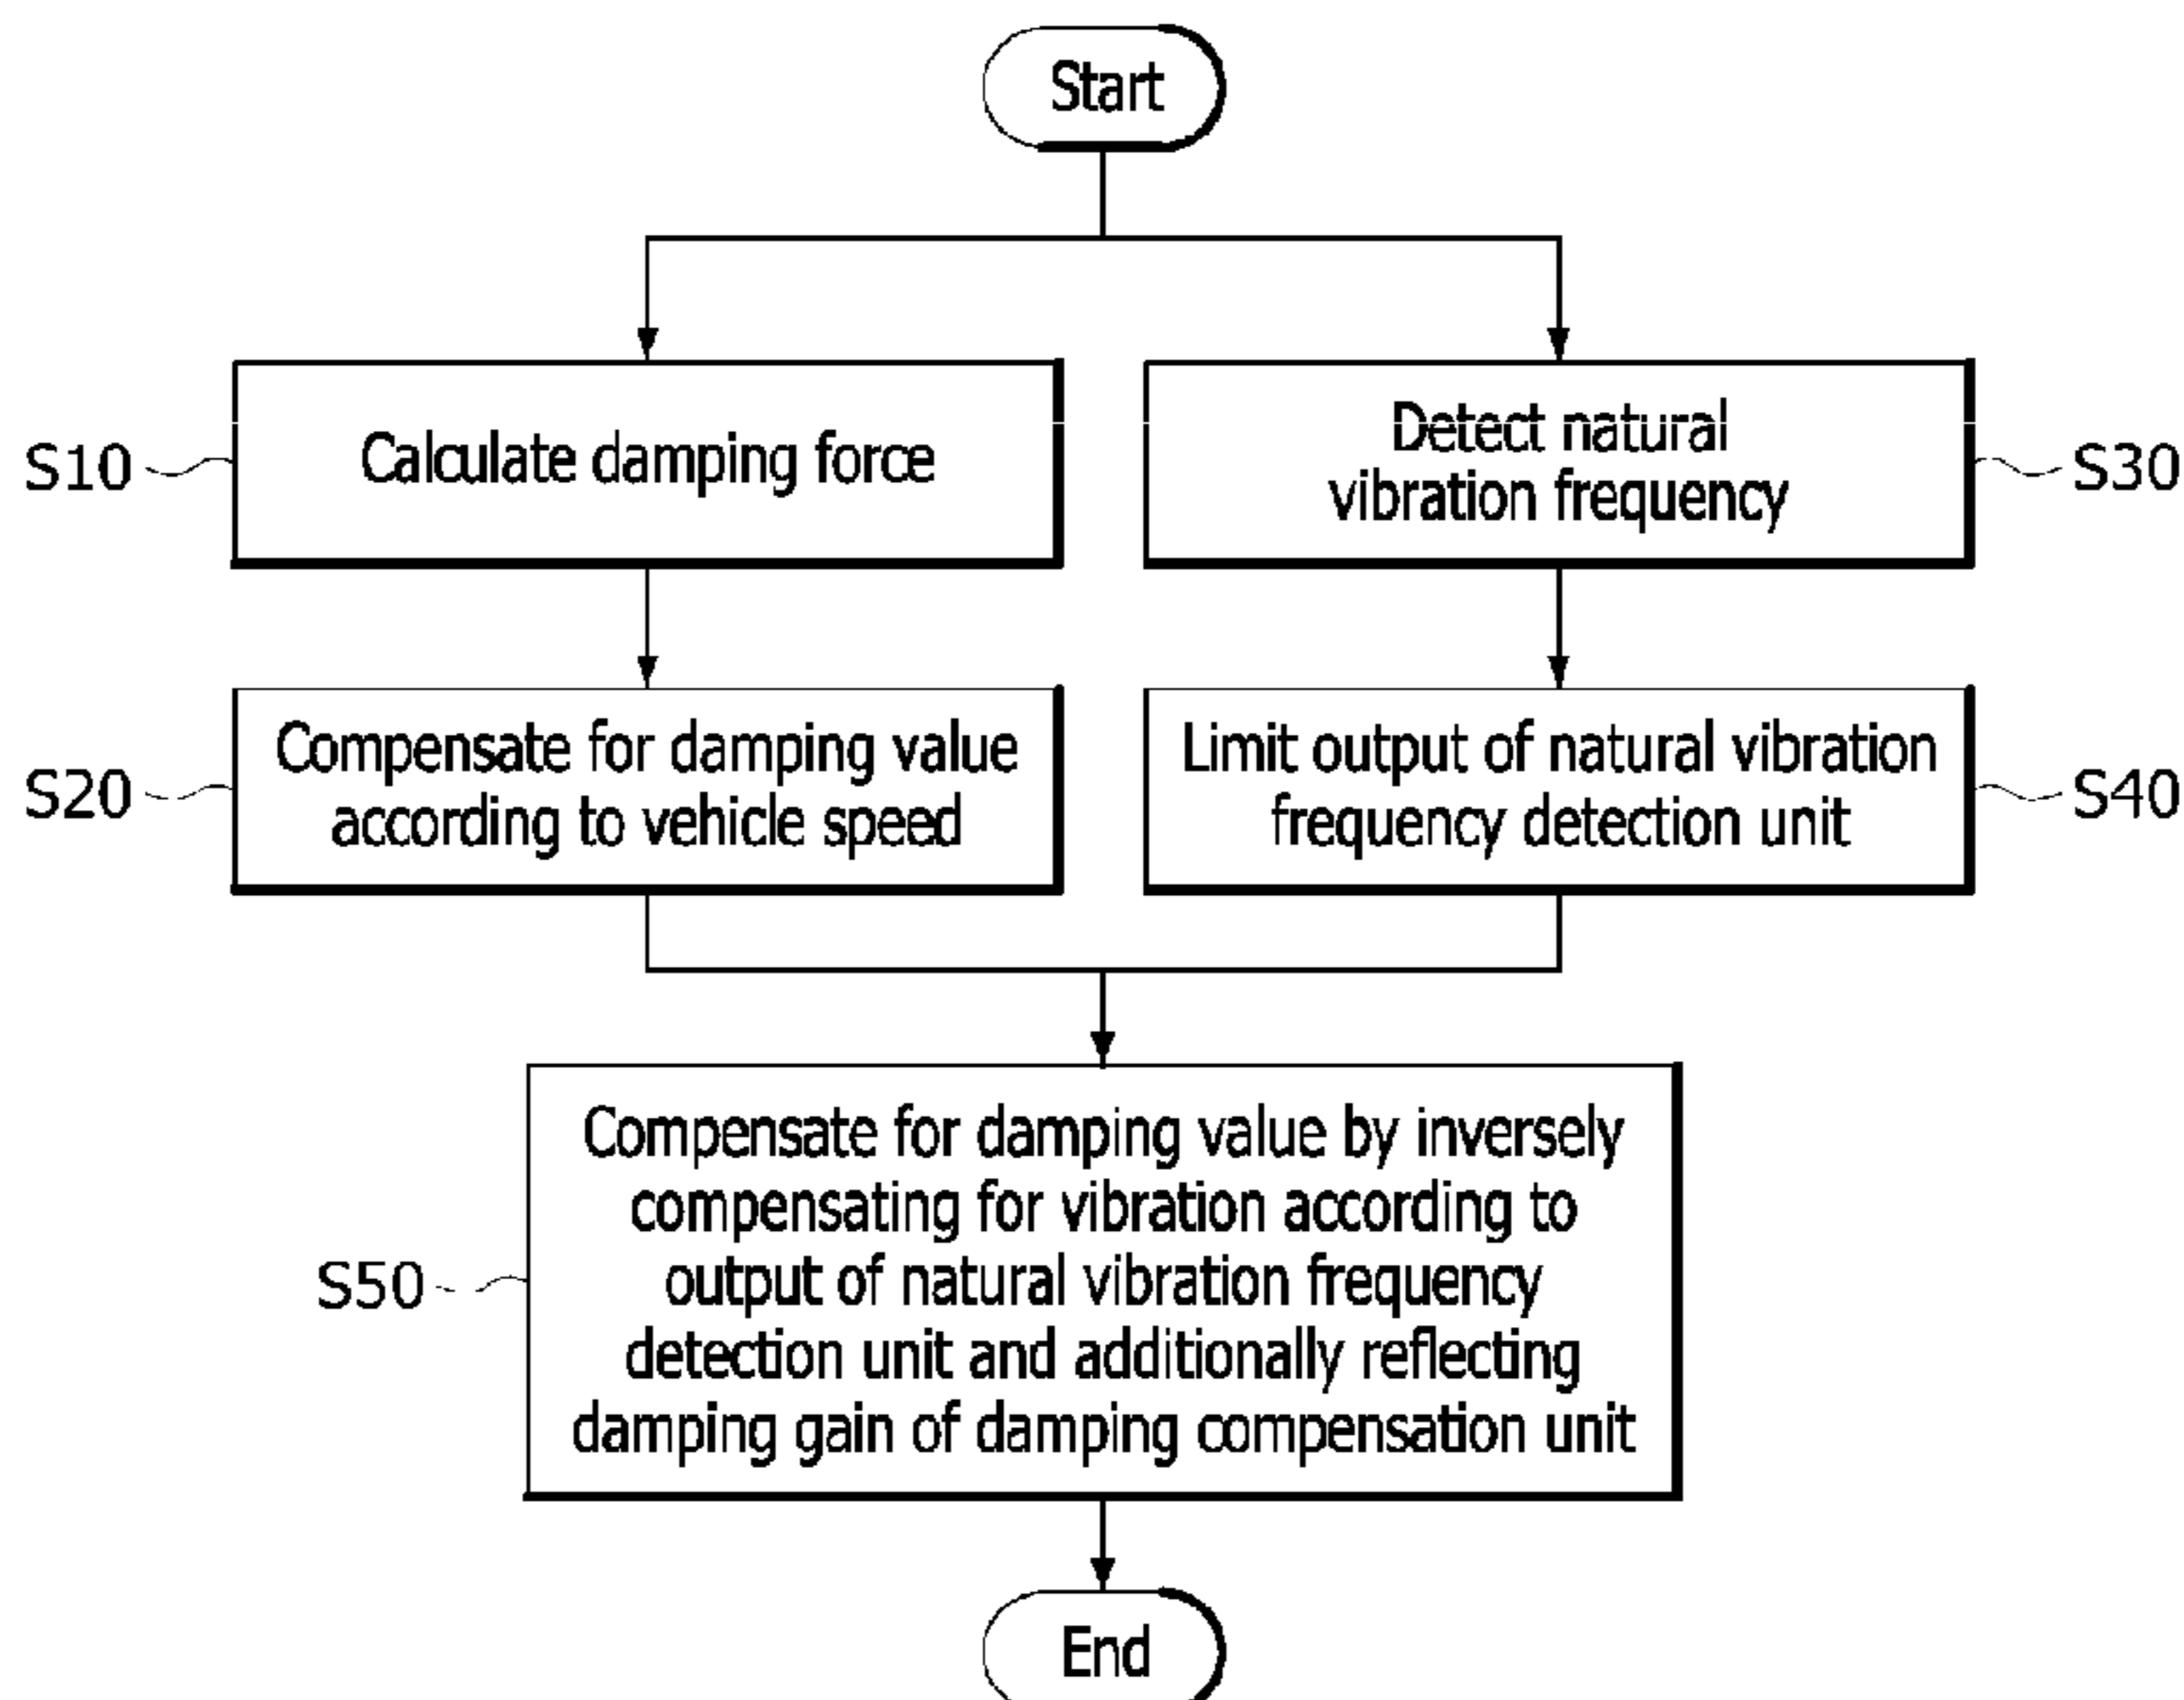 Start
S10
Calculate damping force
Detect natural
vibration frequency
S30
S20
Compensate for damping value
according to vehicle speed
Limit output of natural vibration
frequency detection unit
S40
S50
Compensate for damping value by inversely
compensating for vibration according to
output of natural vibration frequency
detection unit and additionally reflecting
damping gain of damping compensation unit
End